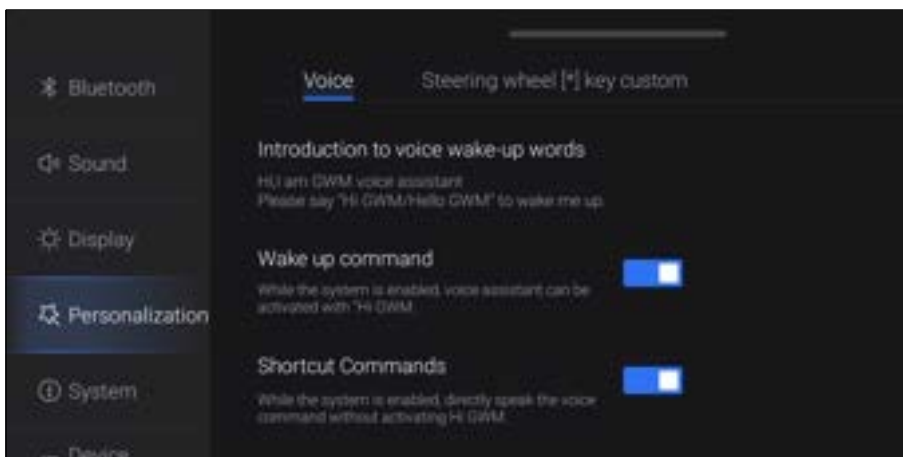 Bluetooth
Sound
Display
Personalization
System
Device
Voice
Steering wheel [*] key custom
Introduction to voice wake-up words
Hi,I am GWM voice assistant
Please say "Hi GWM/Hello GWM" to wake me up.
Wake up command
While the system is enabled, voice assistant can be
activated with "Hi GWM.
Shortcut Commands
While the system is enabled, directly speak the voice
command without activating Hi GWM.